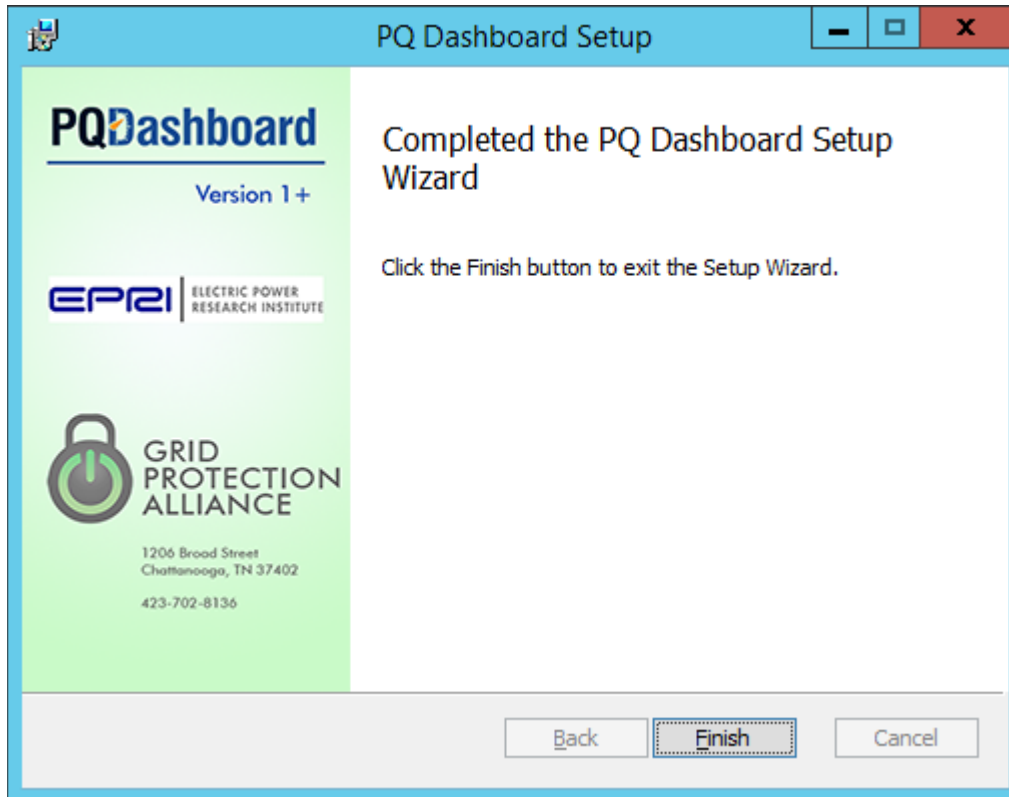 PQ Dashboard Setup
PQDashboard
Version 1+
EPRI
ELECTRIC POWER
RESEARCH INSTITUTE
GRID
PROTECTION
ALLIANCE
1206 Broad Street
Chattanooga, TN 37402
423-702-8136
Completed the PQ Dashboard Setup
Wizard
Click the Finish button to exit the Setup Wizard.
Back
Finish
Cancel